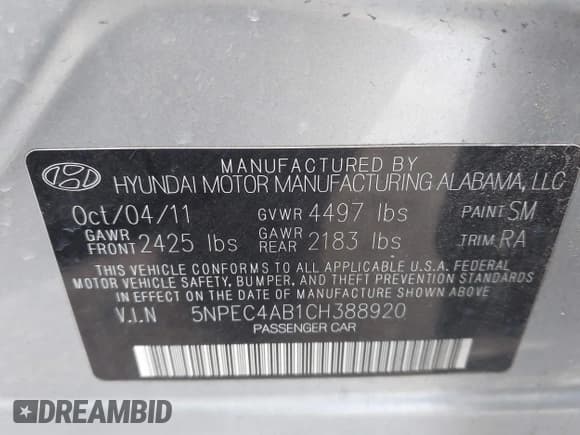 MANUFACTURED BY
HYUNDAI MOTOR MANUFACTURING ALABAMA, LLC
Oct/04/11 GVWR 4497 lbs PAINT SM
GAWR FRONT 2425 lbs GAWR REAR 2183 lbs TRIM RA
THIS VEHICLE CONFORMS TO ALL APPLICABLE U.S.A. FEDERAL
MOTOR VEHICLE SAFETY, BUMPER, AND THEFT PREVENTION STANDARDS
IN EFFECT ON THE DATE OF MANUFACTURE SHOWN ABOVE.
V.I.N 5NPEC4AB1CH388920
PASSENGER CAR
DREAMBID